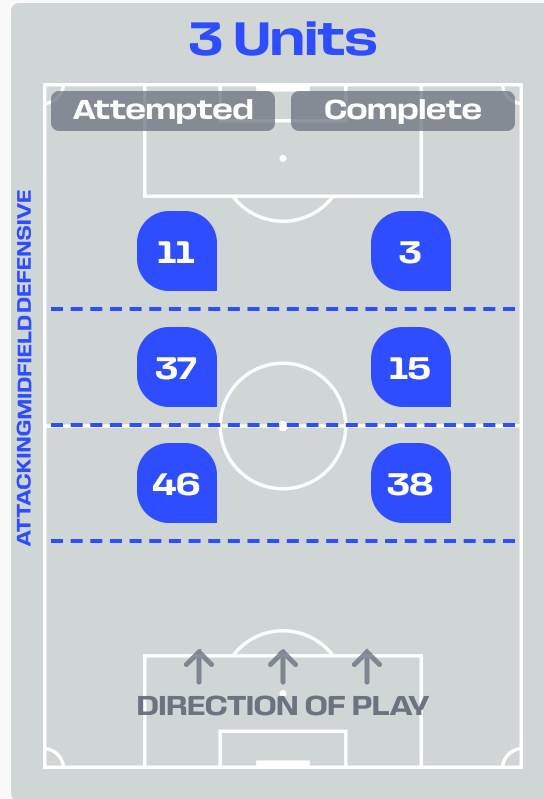 3 Units
Attempted Complete
ATTACKING MIDFIELD DEFENSIVE
11 3
37 15
46 38
DIRECTION OF PLAY